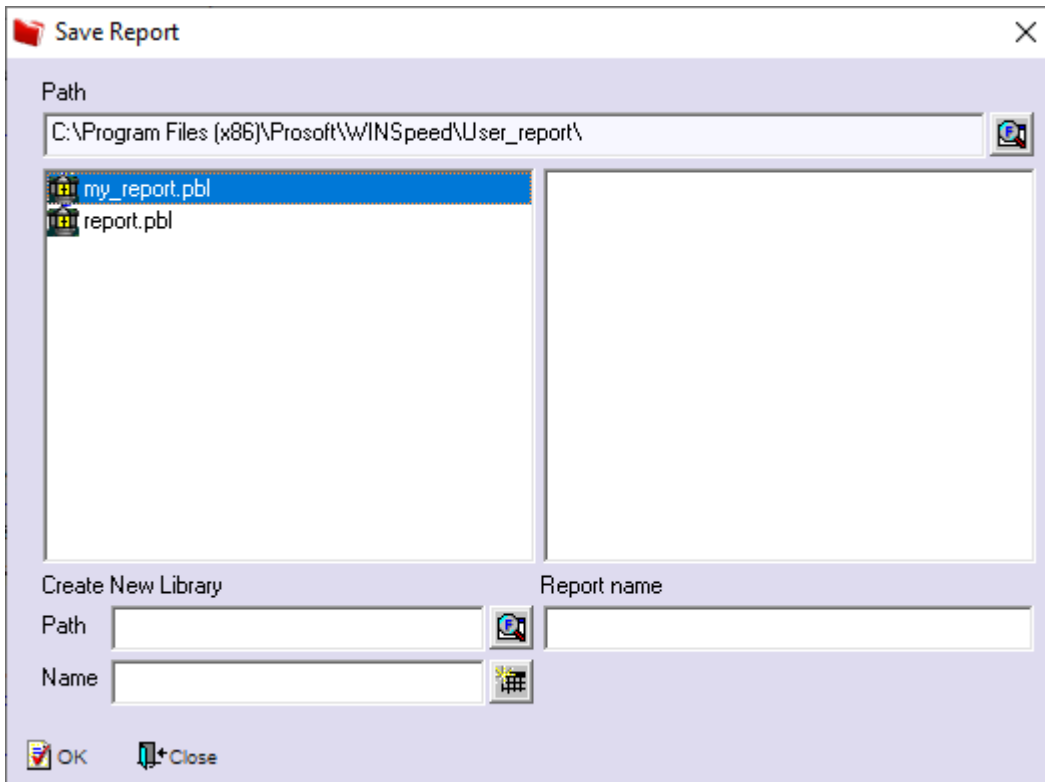 Save Report
Path
C:\Program Files (x86)\Prosoft\WINSpeed\User_report\
my_report.pbl
report.pbl
Create New Library
Report name
Path
Name
OK
Close